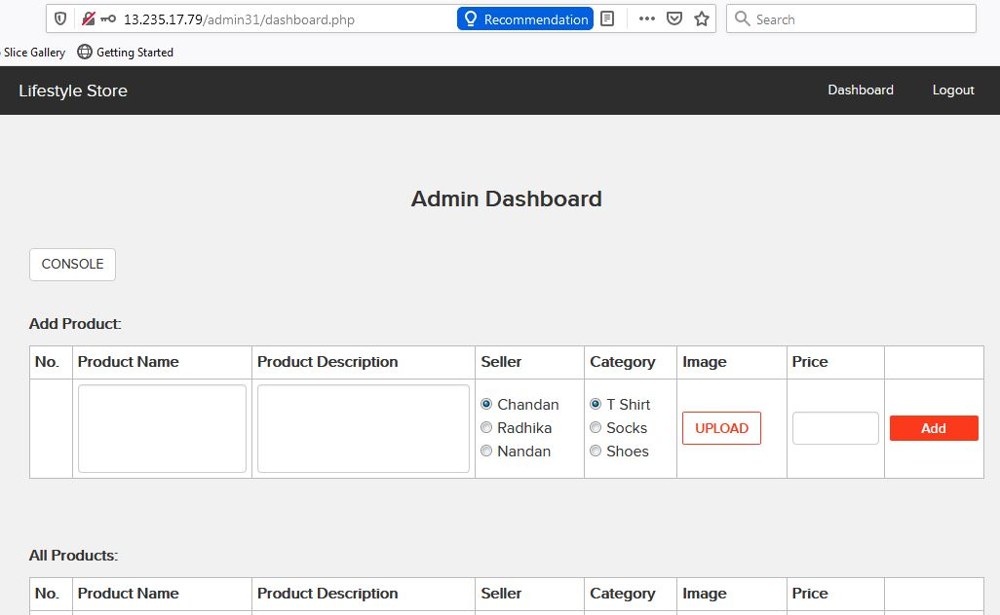 13.235.17.79/admin31/dashboard.php Recommendation Search
Slice Gallery Getting Started
Lifestyle Store Dashboard Logout
Admin Dashboard
CONSOLE
Add Product:
No. Product Name Product Description Seller Category Image Price
Chandan T Shirt
Radhika Socks UPLOAD Add
Nandan Shoes
All Products:
No. Product Name Product Description Seller Category Image Price